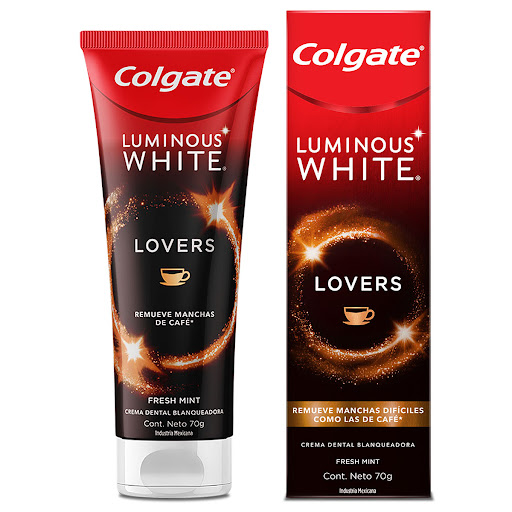 Colgate®
LUMINOUS
WHITE®
LOVERS
REMUEVE MANCHAS
DE CAFÉ*
FRESH MINT
CREMA DENTAL BLANQUEADORA
Cont. Neto 70g
Industria Mexicana
Colgate®
LUMINOUS
WHITE®
LOVERS
REMUEVE MANCHAS DIFÍCILES
COMO LAS DE CAFÉ*
CREMA DENTAL BLANQUEADORA
FRESH MINT
Cont. Neto 70g
Industria Mexicana